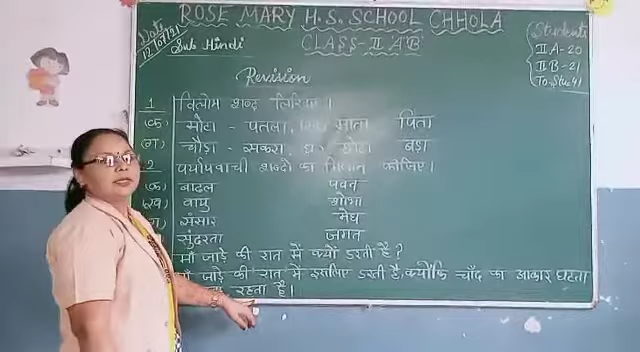 ROSE MARY H.S. SCHOOL CHHOLA
Date 12/07/21
Sub Hindi
CLASS-II A B
Students
II A-20
II B-21
To. Stu 41
Revision
1 विलोम शब्द लिखिए।
(क) मोटा - पतला, माता पिता
(ग) चौड़ा - सकरा, छोटा बड़ा
2 पर्यायवाची शब्दों का मिलान कीजिए।
(क) बादल पवन
(ख) वायु शोभा
(ग) संसार मेघ
सुंदरता जगत
माँ जाड़े की रात में क्यों डरती है?
माँ जाड़े की रात में इसलिए डरती है, क्योंकि चाँद का आकार घटता
रहता है।